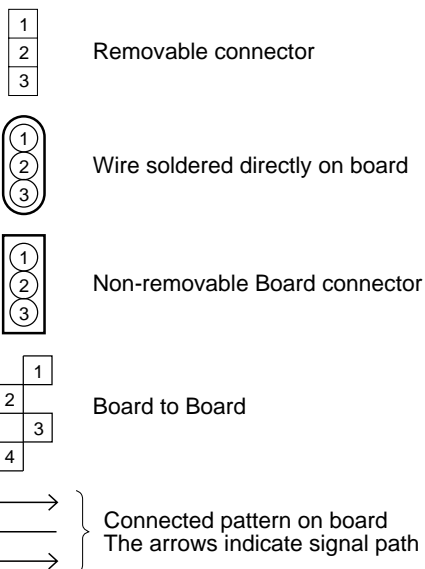 1
2
3
Removable connector
1
2
3
Wire soldered directly on board
1
2
3
Non-removable Board connector
1
2
3
4
Board to Board
Connected pattern on board
The arrows indicate signal path